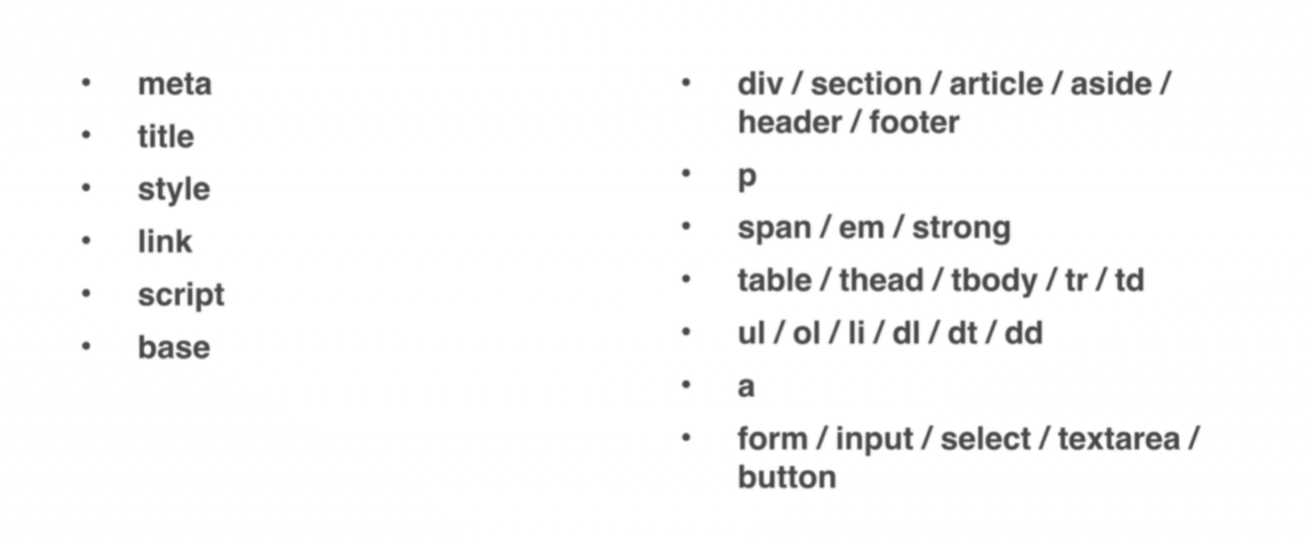 • meta
• title
• style
• link
• script
• base
• div / section / article / aside /
header / footer
• p
• span / em / strong
• table / thead / tbody / tr / td
• ul / ol / li / dl / dt / dd
• a
• form / input / select / textarea /
button